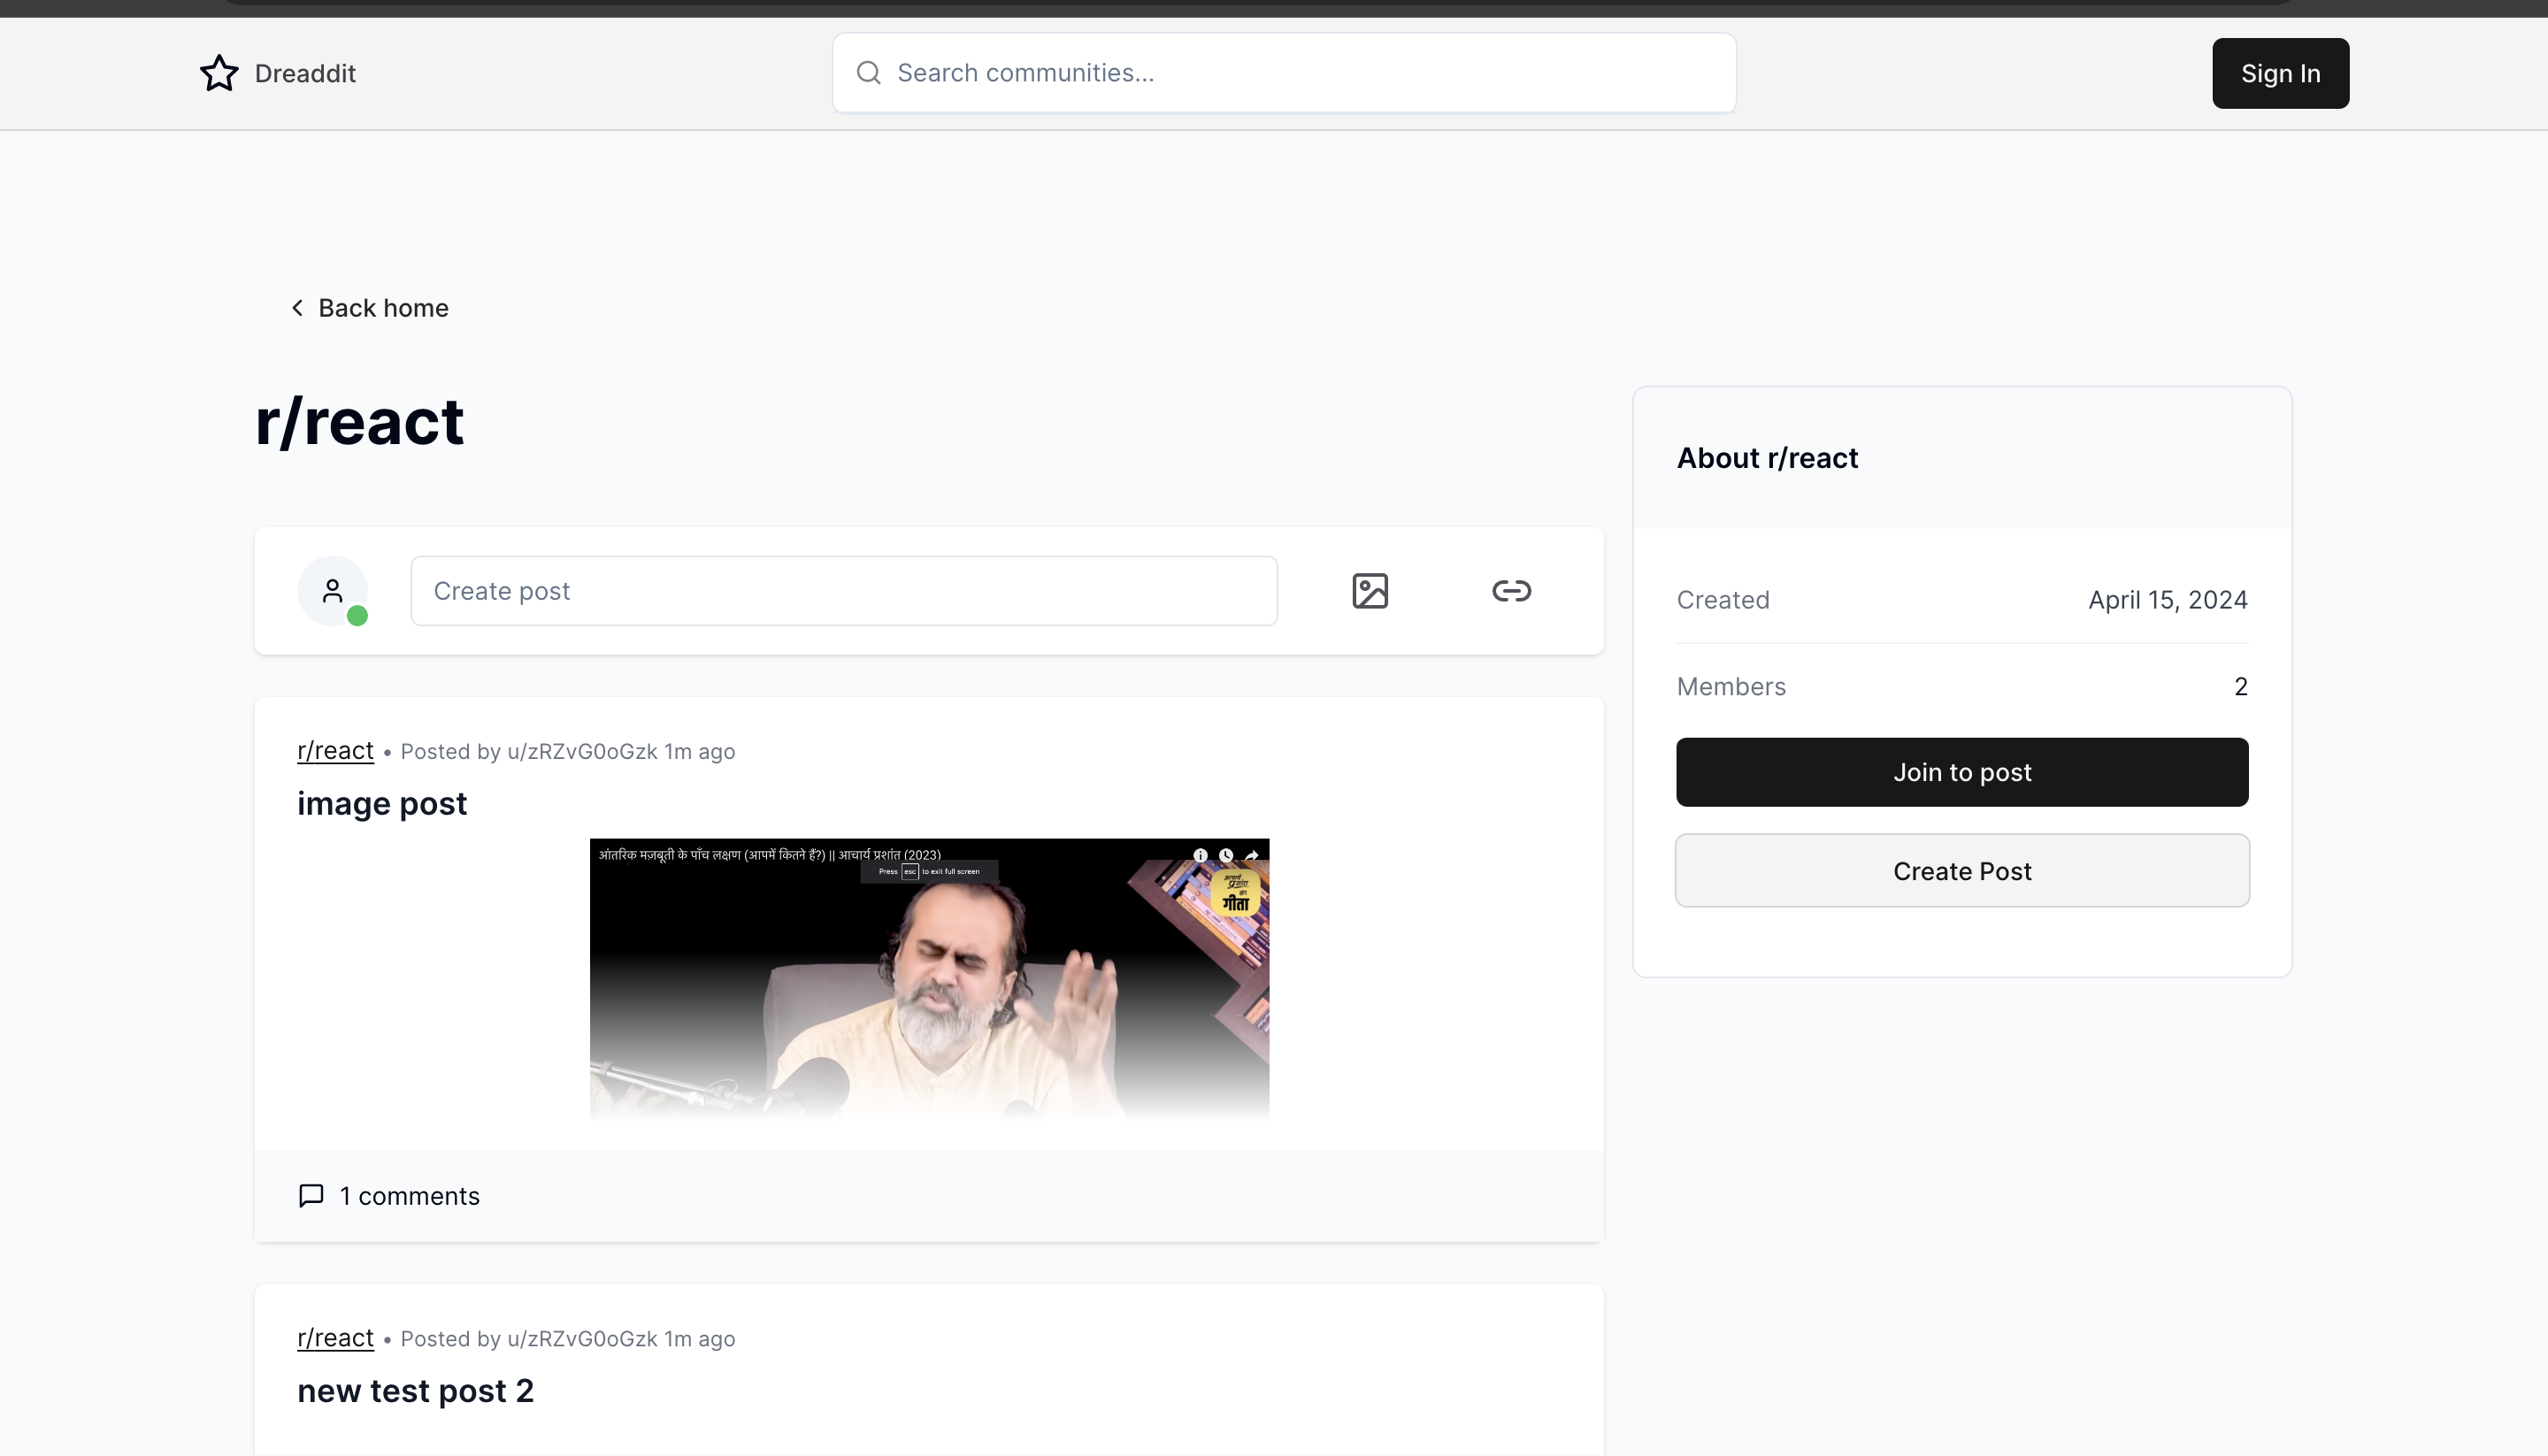 Dreaddit
Search communities...
Sign In
Back home
r/react
Create post
r/react • Posted by u/zRZvG0oGzk 1m ago
image post
आंतरिक मज़बूती के पाँच लक्षण (आपमें कितने हैं?) || आचार्य प्रशांत (2023)
Press esc to exit full screen
आचार्य
प्रशांत
संग
गीता
1 comments
r/react • Posted by u/zRZvG0oGzk 1m ago
new test post 2
About r/react
Created April 15, 2024
Members 2
Join to post
Create Post